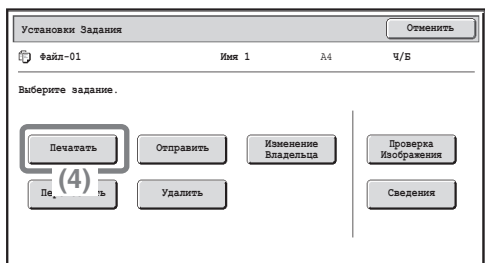 Установки Задания Отменить
Файл-01 Имя 1 A4 Ч/Б
Выберите задание.
Печатать Отправить Изменение Владельца Проверка Изображения
(4)
Удалить Сведения